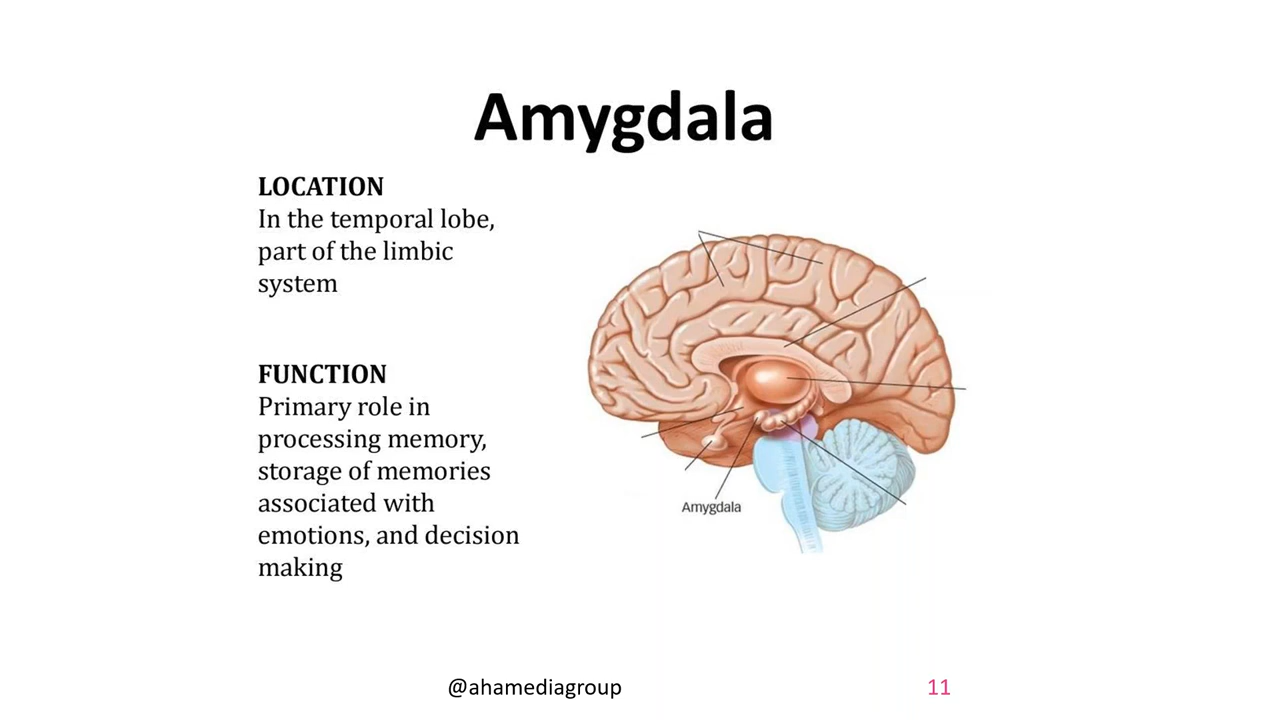 Amygdala
LOCATION
In the temporal lobe,
part of the limbic
system
FUNCTION
Primary role in
processing memory,
storage of memories
associated with
emotions, and decision
making
Amygdala
@ahamediagroup
11